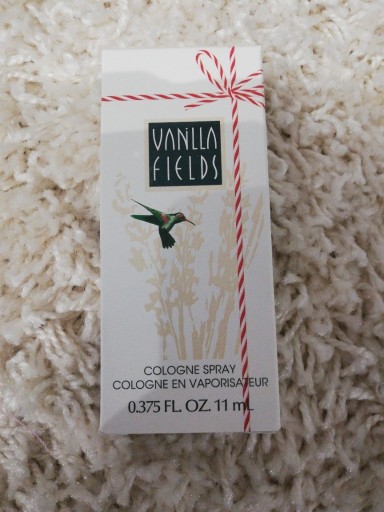 VANILLA
FIELDS
COLOGNE SPRAY
COLOGNE EN VAPORISATEUR
0.375 FL. OZ. 11 mL